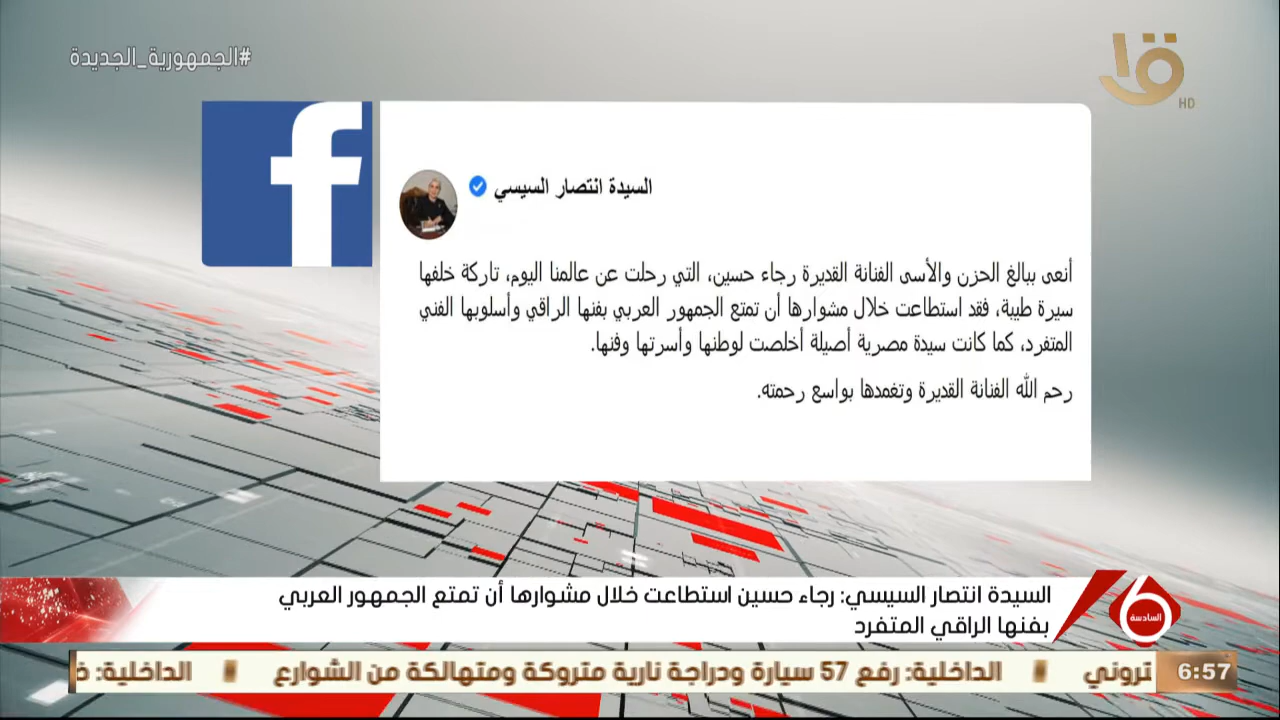 #الجمهورية_الجديدة
HD
السيدة انتصار السيسي
أنعى ببالغ الحزن والأسى الفنانة القديرة رجاء حسين، التي رحلت عن عالمنا اليوم، تاركة خلفها
سيرة طيبة، فقد استطاعت خلال مشوارها أن تمتع الجمهور العربي بفنها الراقي وأسلوبها الفني
المتفرد، كما كانت سيدة مصرية أصيلة أخلصت لوطنها وأسرتها وفنها.
رحم الله الفنانة القديرة وتغمدها بواسع رحمته.
السادسة
السيدة انتصار السيسي: رجاء حسين استطاعت خلال مشوارها أن تمتع الجمهور العربي
بفنها الراقي المتفرد
6:57
تروني الداخلية: رفع 57 سيارة ودراجة نارية متروكة ومتهالكة من الشوارع الداخلية: